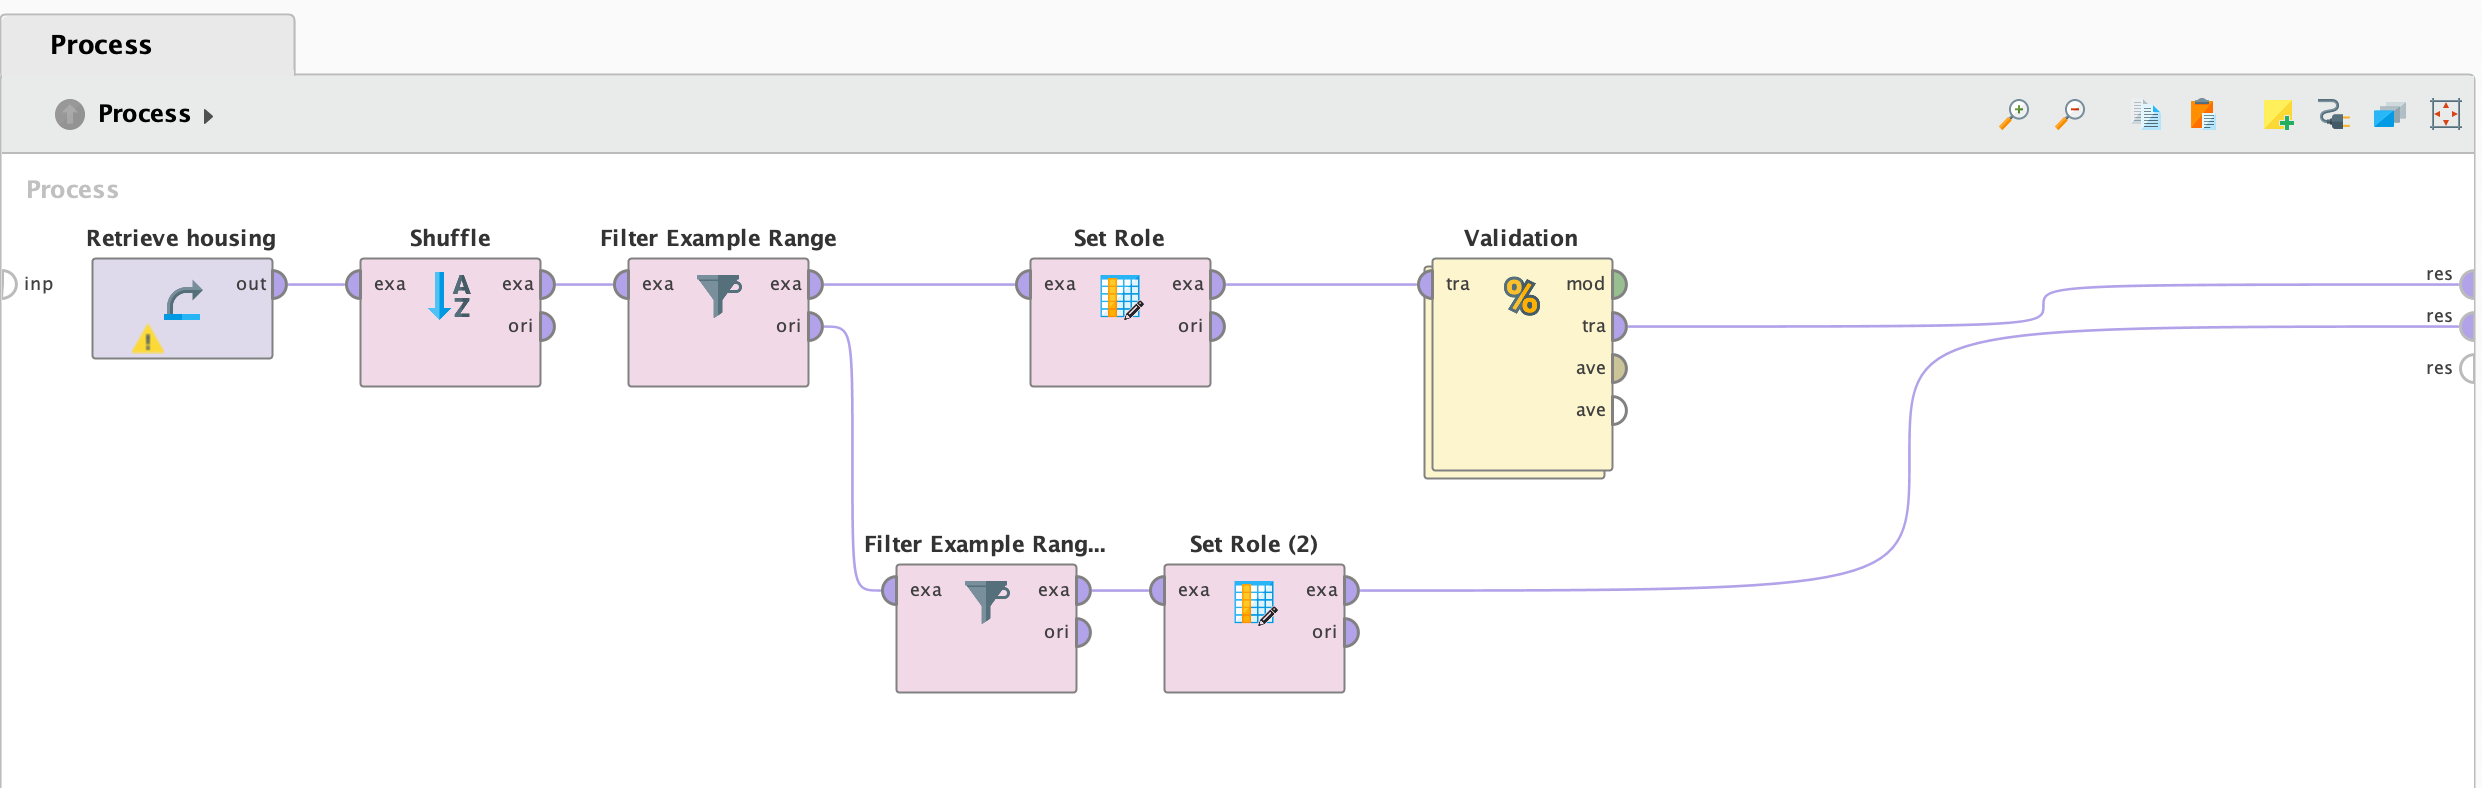 Process
Process
Process
Retrieve housing
Shuffle
Filter Example Range
Set Role
Validation
inp
out
exa
exa
exa
exa
exa
exa
tra
mod
res
ori
ori
ori
tra
res
ave
res
ave
Filter Example Rang...
Set Role (2)
exa
exa
exa
exa
ori
ori